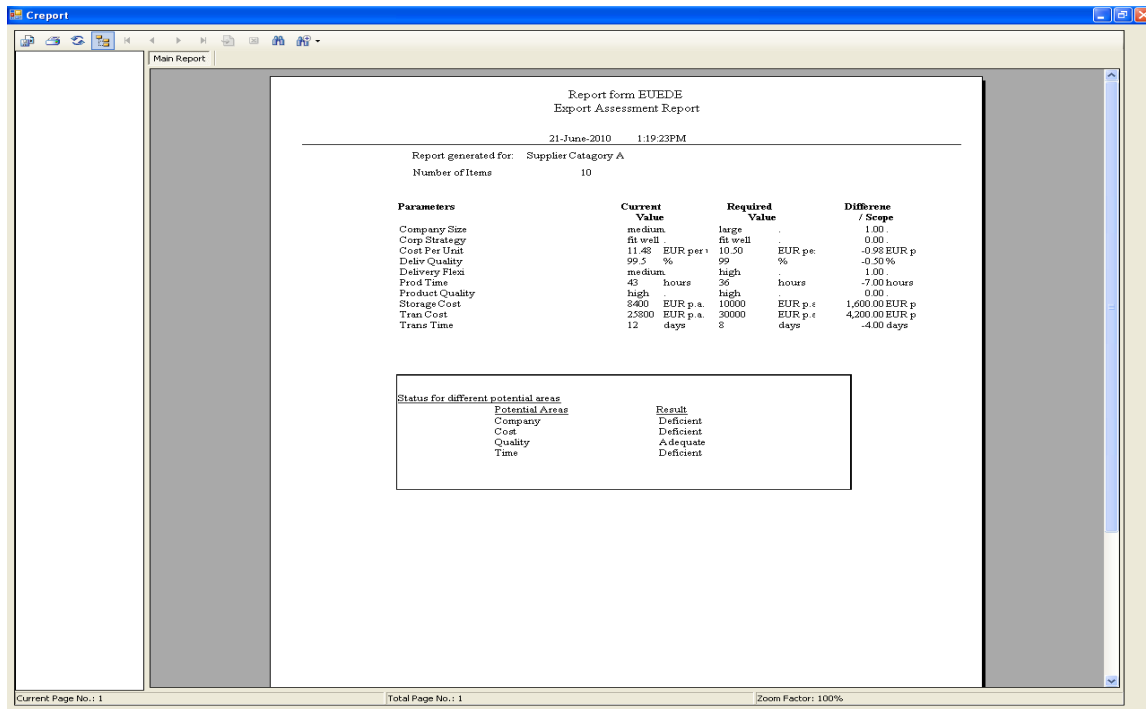 Creport
Main Report
Report form EUEDE
Export Assessment Report
21-June-2010 1:19:23PM
Report generated for: Supplier Catagory A
Number of Items 10
Parameters Current Value Required Value Differene / Scope
Company Size medium. large . 1.00 .
Corp Strategy fit well . fit well . 0.00 .
Cost Per Unit 11.48 EUR per 10.50 EUR pe: -0.98 EUR p
Deliv Quality 99.5 % 99 % -0.50 %
Delivery Flexi medium. high . 1.00 .
Prod Time 43 hours 36 hours -7.00 hours
Product Quality high . high . 0.00 .
Storage Cost 8400 EUR p.a. 10000 EUR p.a 1,600.00 EUR p
Tran Cost 25800 EUR p.a. 30000 EUR p.a 4,200.00 EUR p
Trans Time 12 days 8 days -4.00 days
Status for different potential areas
Potential Areas Result
Company Deficient
Cost Deficient
Quality Adequate
Time Deficient
Current Page No.: 1 Total Page No.: 1 Zoom Factor: 100%